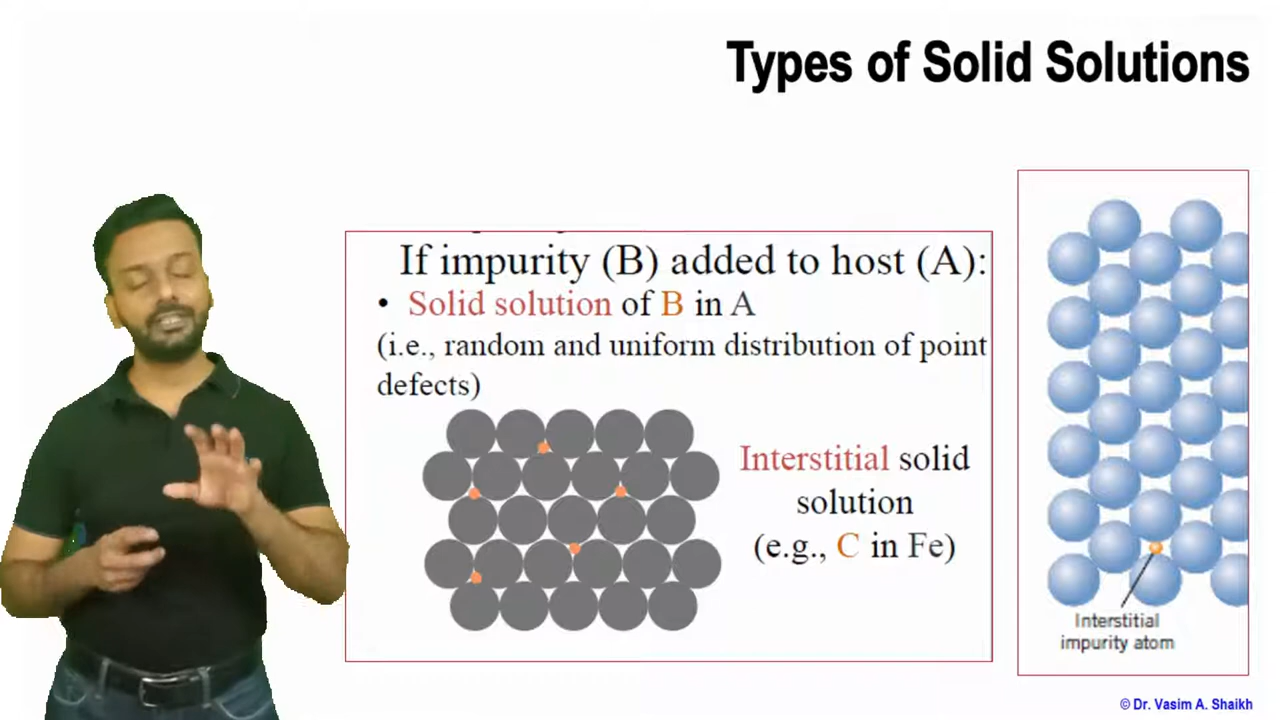 Types of Solid Solutions
If impurity (B) added to host (A):
• Solid solution of B in A
(i.e., random and uniform distribution of point
defects)
Interstitial solid
solution
(e.g., C in Fe)
Interstitial
impurity atom
© Dr. Vasim A. Shaikh